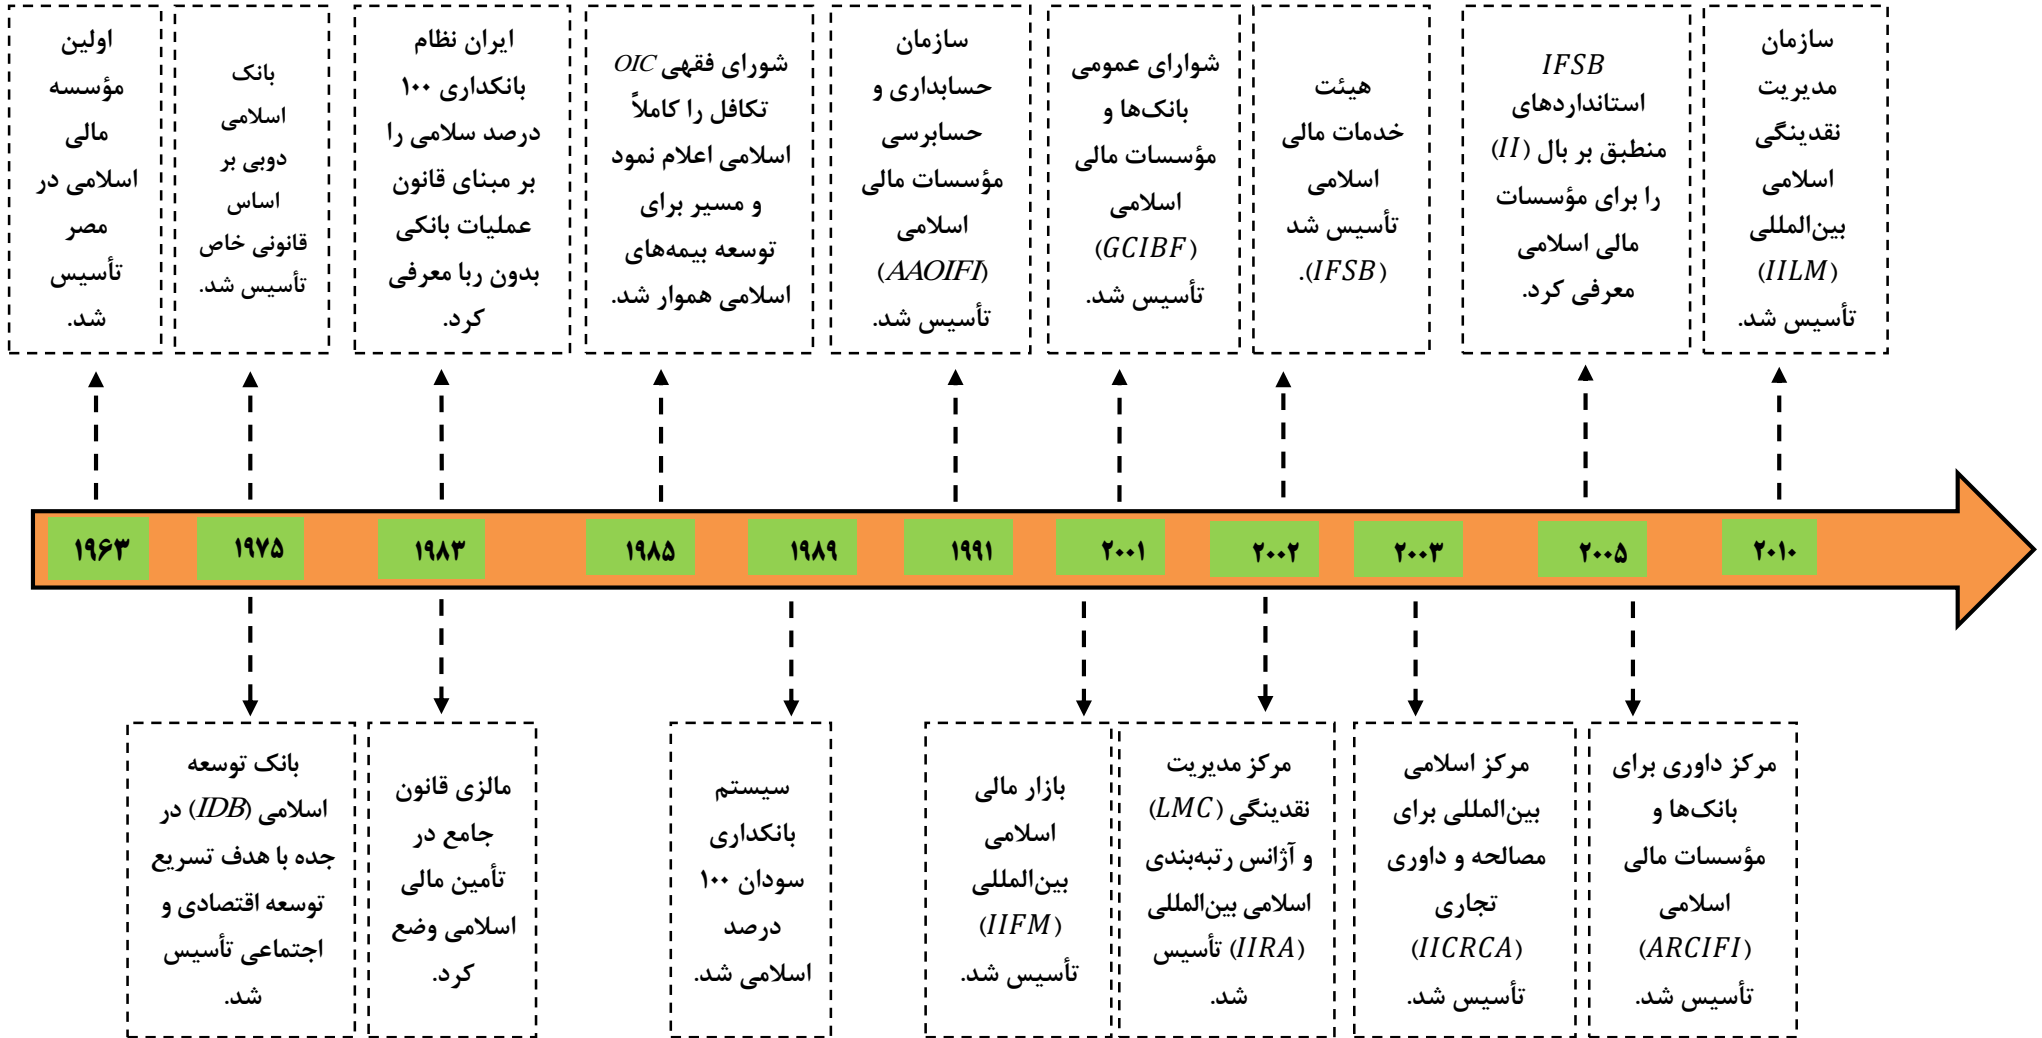 اولین
مؤسسه
مالی
اسلامی در
مصر
تأسیس
شد.
بانک
اسلامی
دوبی بر
اساس
قانونی خاص
تأسیس شد.
ایران نظام
بانکداری ۱۰۰
درصد سلامی را
بر مبنای قانون
عملیات بانکی
بدون ربا معرفی
کرد.
شورای فقهی OIC
تکافل را کاملاً
اسلامی اعلام نمود
و مسیر برای
توسعه بیمه‌های
اسلامی هموار شد.
سازمان
حسابداری و
حسابرسی
مؤسسات مالی
اسلامی
(AAOIFI)
تأسیس شد.
شوارای عمومی
بانک‌ها و
مؤسسات مالی
اسلامی
(GCIBF)
تأسیس شد.
هیئت
خدمات مالی
اسلامی
تأسیس شد
(IFSB).
IFSB
استانداردهای
منطبق بر بال (II)
را برای مؤسسات
مالی اسلامی
معرفی کرد.
سازمان
مدیریت
نقدینگی
اسلامی
بین‌المللی
(IILM)
تأسیس شد.
۱۹۶۳
۱۹۷۵
۱۹۸۳
۱۹۸۵
۱۹۸۹
۱۹۹۱
۲۰۰۱
۲۰۰۲
۲۰۰۳
۲۰۰۵
۲۰۱۰
بانک توسعه
اسلامی (IDB) در
جده با هدف تسریع
توسعه اقتصادی و
اجتماعی تأسیس
شد.
مالزی قانون
جامع در
تأمین مالی
اسلامی وضع
کرد.
سیستم
بانکداری
سودان ۱۰۰
درصد
اسلامی شد.
بازار مالی
اسلامی
بین‌المللی
(IIFM)
تأسیس شد.
مرکز مدیریت
نقدینگی (LMC)
و آژانس رتبه‌بندی
اسلامی بین‌المللی
(IIRA) تأسیس
شد.
مرکز اسلامی
بین‌المللی برای
مصالحه و داوری
تجاری
(IICRCA)
تأسیس شد.
مرکز داوری برای
بانک‌ها و
مؤسسات مالی
اسلامی
(ARCIFI)
تأسیس شد.